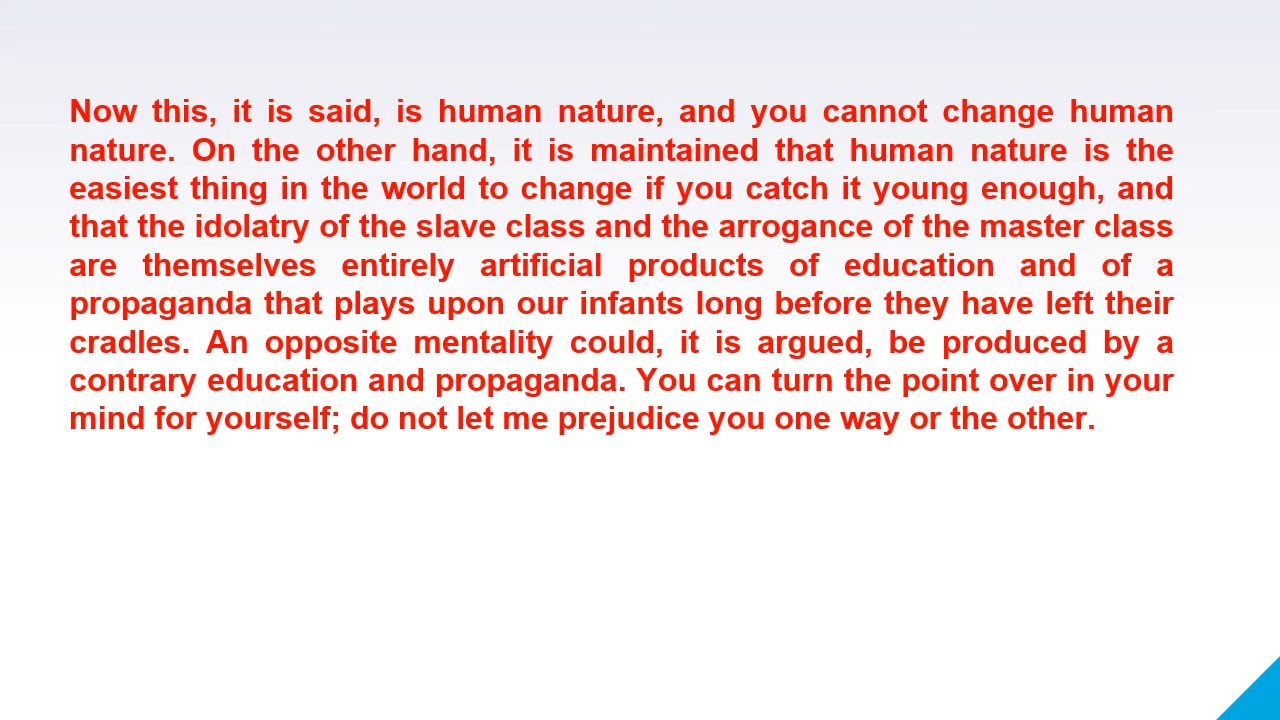 Now this, it is said, is human nature, and you cannot change human
nature. On the other hand, it is maintained that human nature is the
easiest thing in the world to change if you catch it young enough, and
that the idolatry of the slave class and the arrogance of the master class
are themselves entirely artificial products of education and of a
propaganda that plays upon our infants long before they have left their
cradles. An opposite mentality could, it is argued, be produced by a
contrary education and propaganda. You can turn the point over in your
mind for yourself; do not let me prejudice you one way or the other.